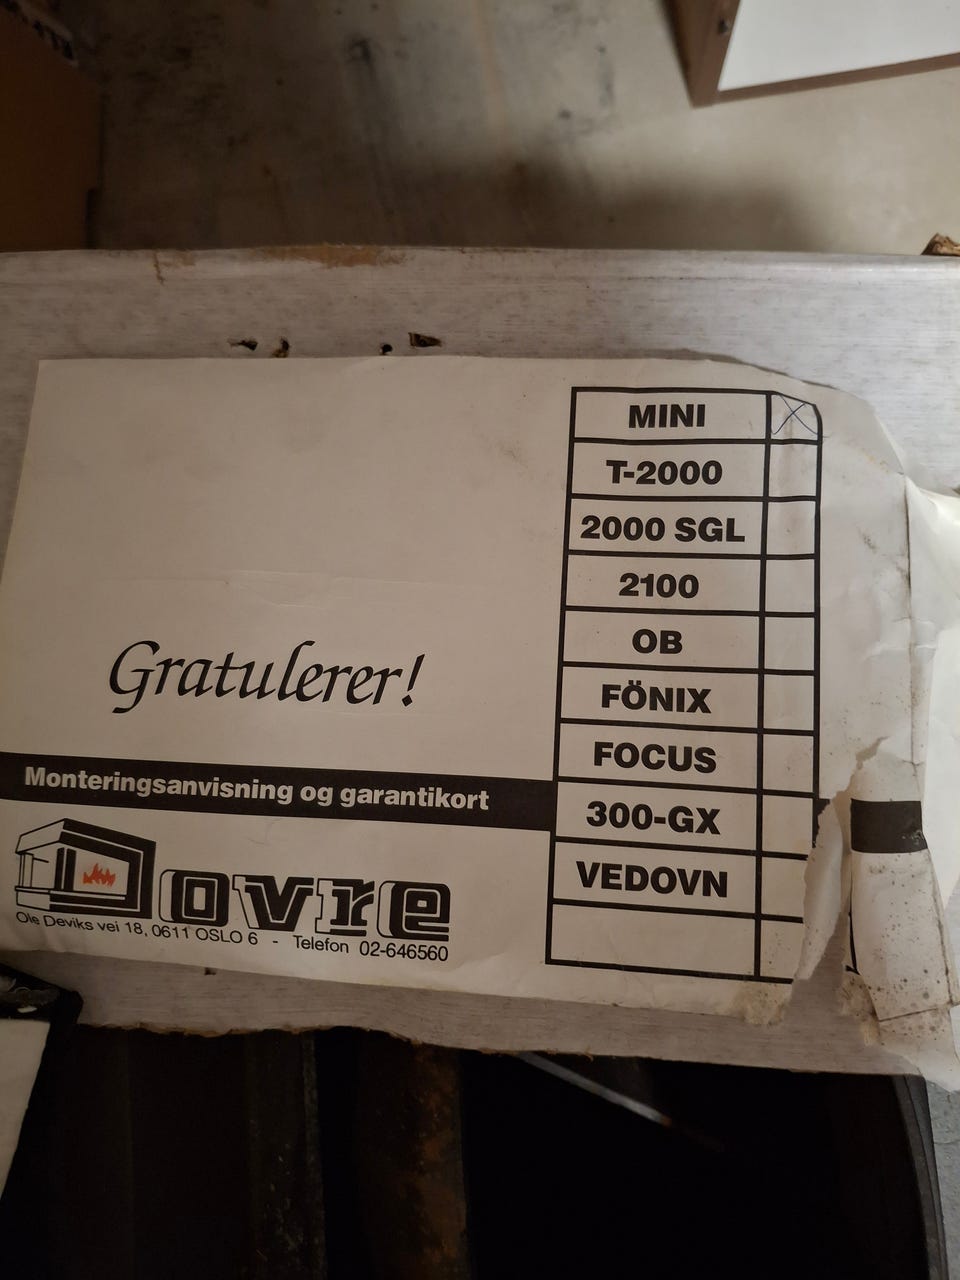 MINI
T-2000
2000 SGL
2100
OB
FÖNIX
FOCUS
300-GX
VEDOVN
Gratulerer!
Monteringsanvisning og garantikort
Dovre
Ole Deviks vei 18, 0611 OSLO 6 - Telefon 02-646560